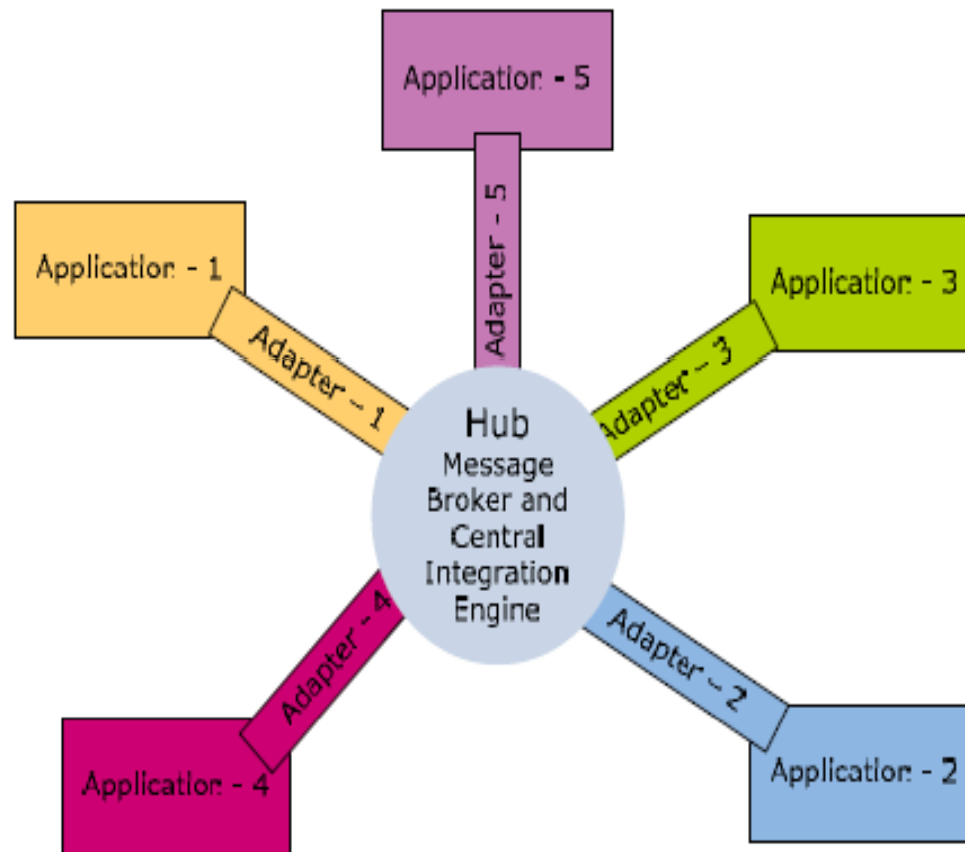 Application - 5
Adapter - 5
Application - 1
Adapter - 1
Application - 3
Adapter - 3
Hub
Message
Broker and
Central
Integration
Engine
Adapter - 4
Application - 4
Adapter - 2
Application - 2